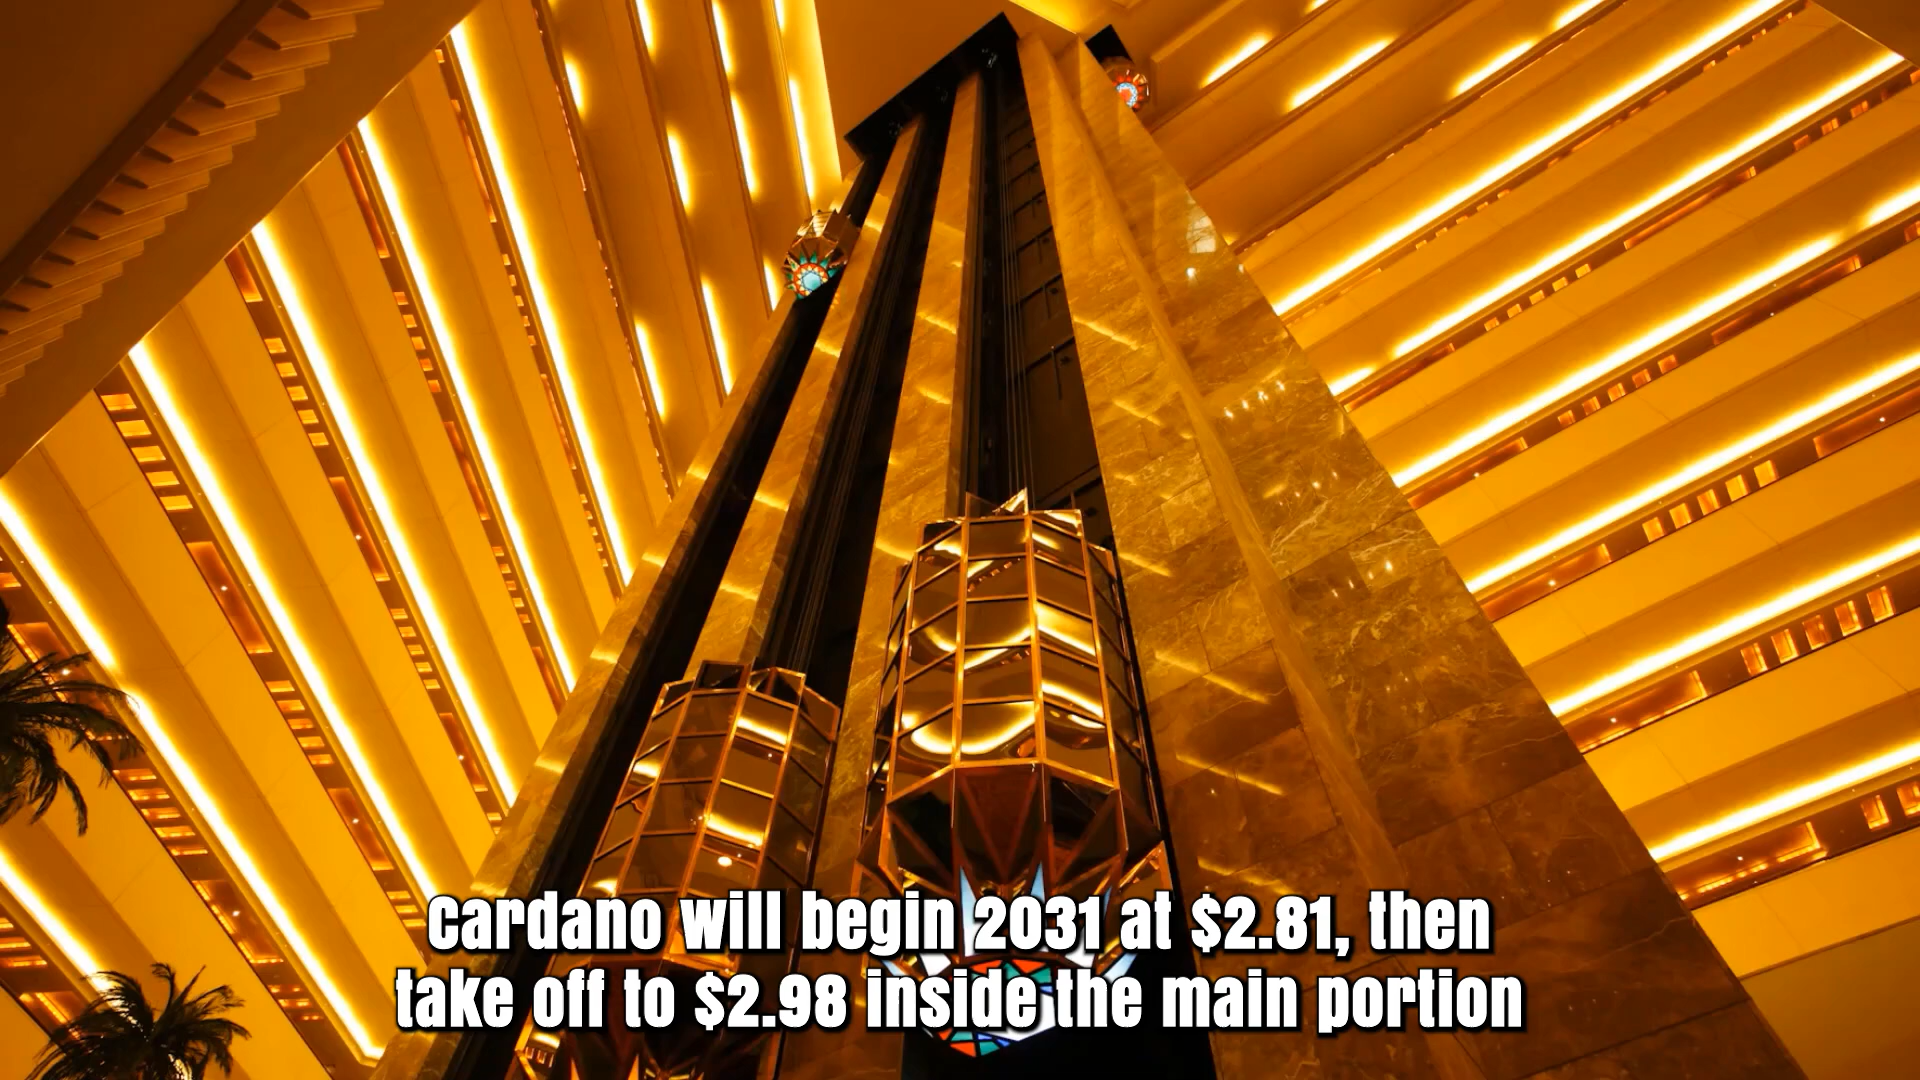 Cardano will begin 2031 at $2.81, then
take off to $2.98 inside the main portion